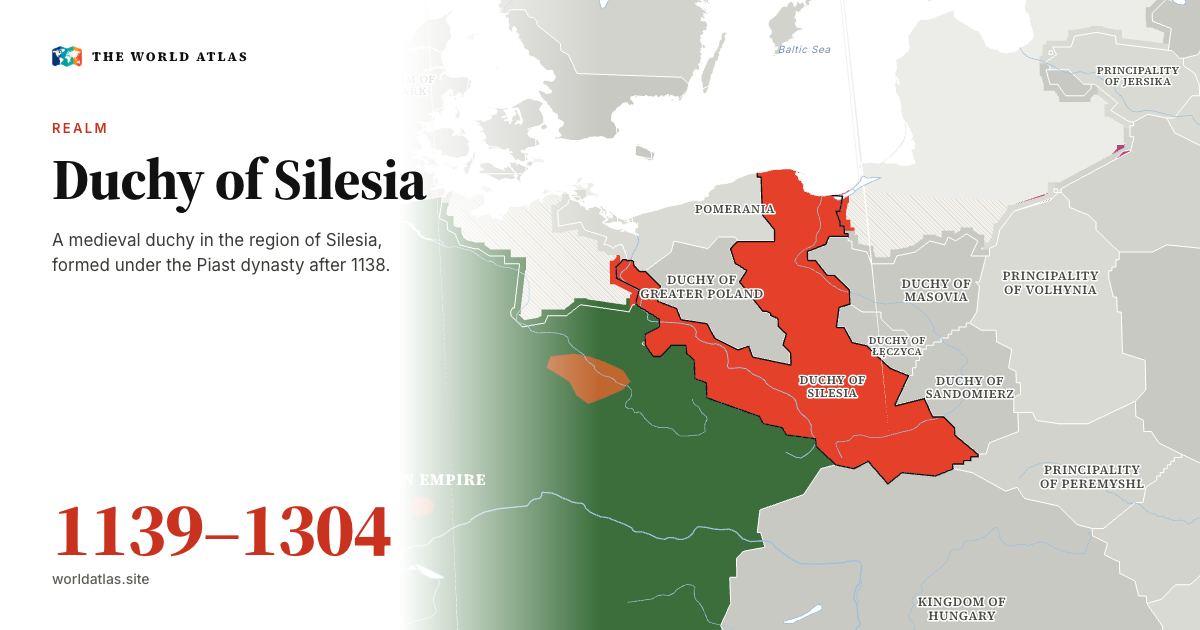 THE WORLD ATLAS
REALM
Duchy of Silesia
A medieval duchy in the region of Silesia,
formed under the Piast dynasty after 1138.
1139–1304
worldatlas.site
Baltic Sea
PRINCIPALITY
OF JERSIKA
POMERANIA
DUCHY OF
GREATER POLAND
DUCHY OF
MASOVIA
PRINCIPALITY
OF VOLHYNIA
DUCHY OF
ŁĘCZYCA
DUCHY OF
SILESIA
DUCHY OF
SANDOMIERZ
PRINCIPALITY
OF PEREMYSHL
EMPIRE
KINGDOM OF
HUNGARY